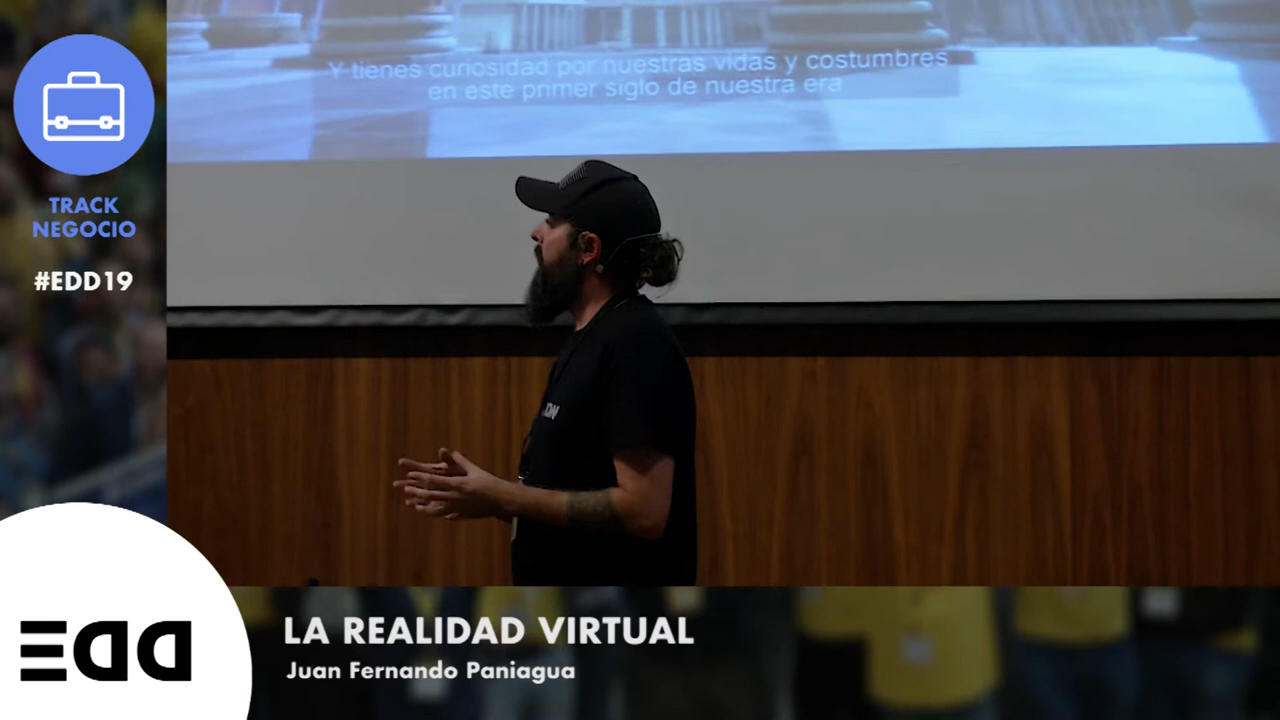 Y tienes curiosidad por nuestras vidas y costumbres
en este primer siglo de nuestra era
TRACK
NEGOCIO
#EDD19
EDD
LA REALIDAD VIRTUAL
Juan Fernando Paniagua